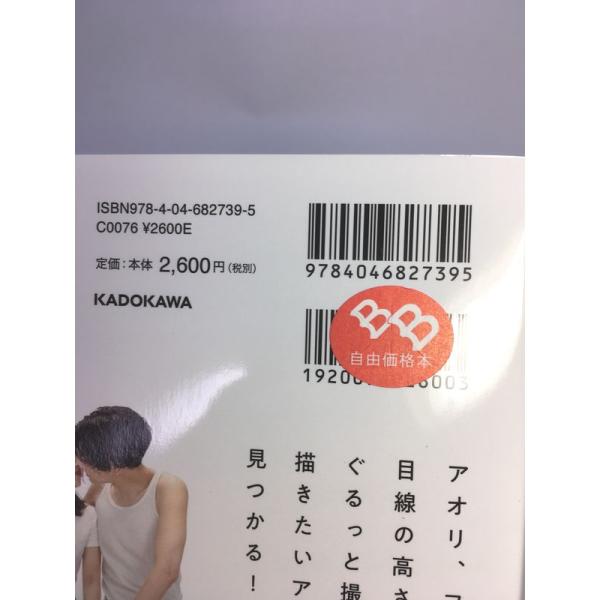 ISBN978-4-04-682739-5
C0076 ¥2600E
定価：本体 2,600円（税別）
KADOKAWA
9784046827395
BB
自由価格本
アオリ、
目線の高さ
ぐるっと撮
描きたいア
見つかる！